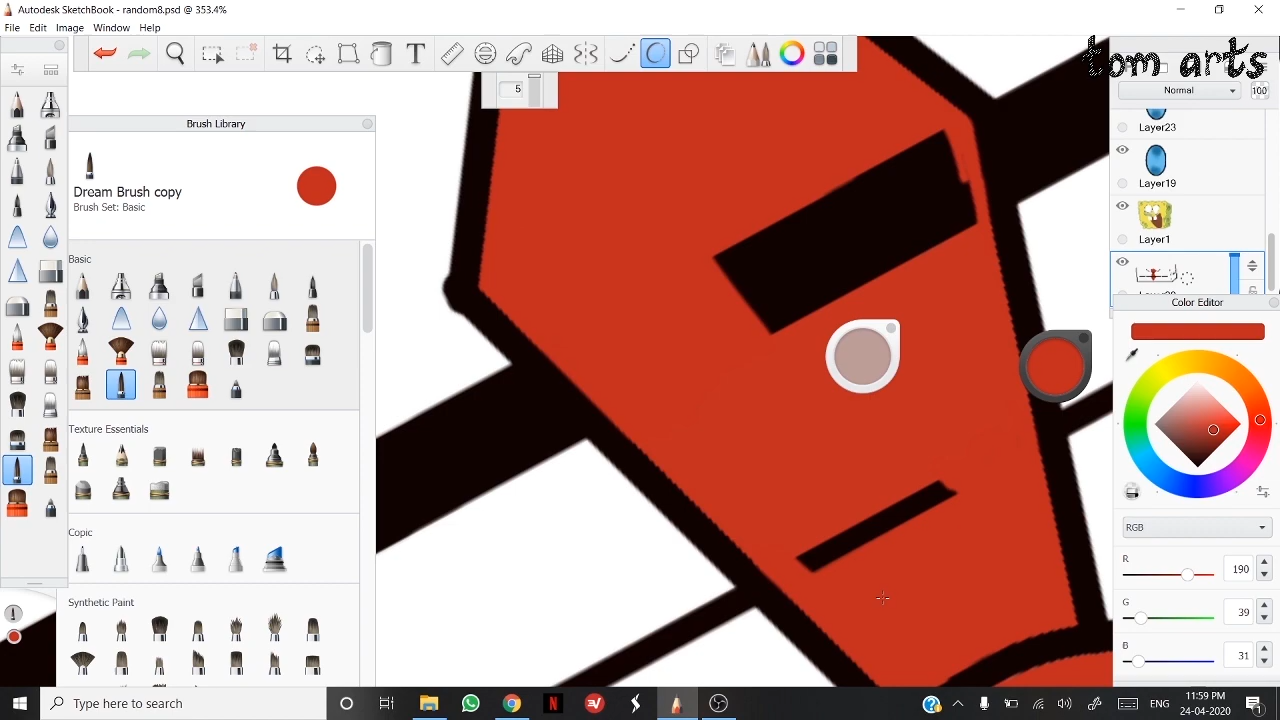 Autodesk SketchBook - random8.psd @ 353.4%
File Edit Image Window Help
5
om arts
Normal 100
Brush Library
Dream Brush copy
Brush Set: Basic
Basic
Texture Essentials
Copic
Synthetic Paint
Layer23
Layer19
Layer1
Color Editor
RGB
R 190
G 39
B 31
Type here to search
ENG
11:59 PM
24-04-2020